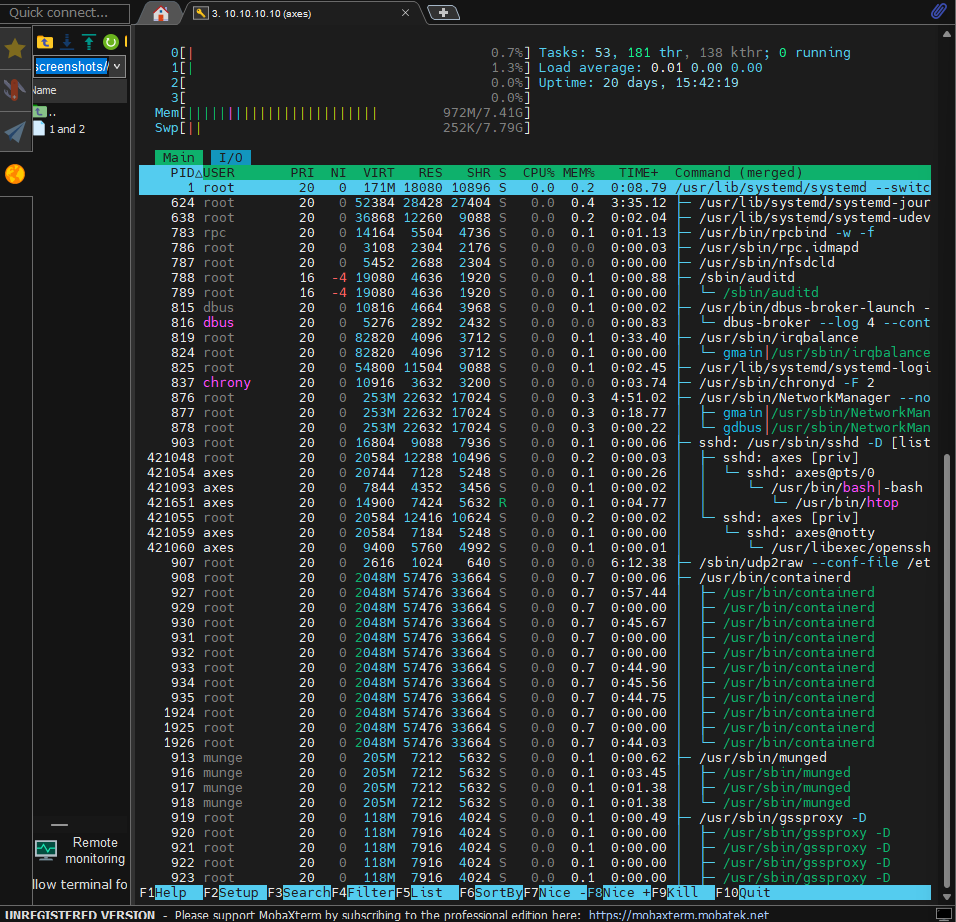 Quick connect...
3. 10.10.10.10 (axes)
screenshots/
Name
..
1 and 2
Remote
monitoring
llow terminal fo
0[| 0.7%] Tasks: 53, 181 thr, 138 kthr; 0 running
1[| 1.3%] Load average: 0.01 0.00 0.00
2[ 0.0%] Uptime: 20 days, 15:42:19
3[ 0.0%]
Mem[|||||||||||||||||||||||| 972M/7.41G]
Swp[|| 252K/7.79G]
Main I/O
PID△USER PRI NI VIRT RES SHR S CPU% MEM% TIME+ Command (merged)
1 root 20 0 171M 18080 10896 S 0.0 0.2 0:08.79 /usr/lib/systemd/systemd --switc
624 root 20 0 52384 28428 27404 S 0.0 0.4 3:35.12 ├─ /usr/lib/systemd/systemd-jour
638 root 20 0 36868 12260 9088 S 0.0 0.2 0:02.04 ├─ /usr/lib/systemd/systemd-udev
783 rpc 20 0 14164 5504 4736 S 0.0 0.1 0:01.13 ├─ /usr/bin/rpcbind -w -f
786 root 20 0 3108 2304 2176 S 0.0 0.0 0:00.03 ├─ /usr/sbin/rpc.idmapd
787 root 20 0 5452 2688 2304 S 0.0 0.0 0:00.00 ├─ /usr/sbin/nfsdcld
788 root 16 -4 19080 4636 1920 S 0.0 0.1 0:00.88 ├─ /sbin/auditd
789 root 16 -4 19080 4636 1920 S 0.0 0.1 0:00.00 │ └─ /sbin/auditd
815 dbus 20 0 10816 4664 3968 S 0.0 0.1 0:00.02 ├─ /usr/bin/dbus-broker-launch -
816 dbus 20 0 5276 2892 2432 S 0.0 0.0 0:00.83 │ └─ dbus-broker --log 4 --cont
819 root 20 0 82820 4096 3712 S 0.0 0.1 0:33.40 ├─ /usr/sbin/irqbalance
824 root 20 0 82820 4096 3712 S 0.0 0.1 0:00.00 │ └─ gmain|/usr/sbin/irqbalance
825 root 20 0 54800 11504 9088 S 0.0 0.1 0:02.45 ├─ /usr/lib/systemd/systemd-logi
837 chrony 20 0 10916 3632 3200 S 0.0 0.0 0:03.74 ├─ /usr/sbin/chronyd -F 2
876 root 20 0 253M 22632 17024 S 0.0 0.3 4:51.02 ├─ /usr/sbin/NetworkManager --no
877 root 20 0 253M 22632 17024 S 0.0 0.3 0:18.77 │ ├─ gmain|/usr/sbin/NetworkMan
878 root 20 0 253M 22632 17024 S 0.0 0.3 0:00.22 │ └─ gdbus|/usr/sbin/NetworkMan
903 root 20 0 16804 9088 7936 S 0.0 0.1 0:00.06 ├─ sshd: /usr/sbin/sshd -D [list
421048 root 20 0 20584 12288 10496 S 0.0 0.2 0:00.03 │ ├─ sshd: axes [priv]
421054 axes 20 0 20744 7128 5248 S 0.0 0.1 0:00.26 │ │ └─ sshd: axes@pts/0
421093 axes 20 0 7844 4352 3456 S 0.0 0.1 0:00.02 │ │ └─ /usr/bin/bash|-bash
421651 axes 20 0 14900 7424 5632 R 0.0 0.1 0:04.77 │ │ └─ /usr/bin/htop
421055 root 20 0 20584 12416 10624 S 0.0 0.2 0:00.02 │ └─ sshd: axes [priv]
421059 axes 20 0 20584 7184 5248 S 0.0 0.1 0:00.00 │ └─ sshd: axes@notty
421060 axes 20 0 9400 5760 4992 S 0.0 0.1 0:00.01 │ └─ /usr/libexec/openssh
907 root 20 0 2616 1024 640 S 0.0 0.0 6:12.38 ├─ /sbin/udp2raw --conf-file /et
908 root 20 0 2048M 57476 33664 S 0.0 0.7 0:00.06 ├─ /usr/bin/containerd
927 root 20 0 2048M 57476 33664 S 0.0 0.7 0:57.44 │ ├─ /usr/bin/containerd
929 root 20 0 2048M 57476 33664 S 0.0 0.7 0:00.00 │ ├─ /usr/bin/containerd
930 root 20 0 2048M 57476 33664 S 0.0 0.7 0:45.67 │ ├─ /usr/bin/containerd
931 root 20 0 2048M 57476 33664 S 0.0 0.7 0:00.00 │ ├─ /usr/bin/containerd
932 root 20 0 2048M 57476 33664 S 0.0 0.7 0:00.00 │ ├─ /usr/bin/containerd
933 root 20 0 2048M 57476 33664 S 0.0 0.7 0:44.90 │ ├─ /usr/bin/containerd
934 root 20 0 2048M 57476 33664 S 0.0 0.7 0:45.56 │ ├─ /usr/bin/containerd
935 root 20 0 2048M 57476 33664 S 0.0 0.7 0:44.75 │ ├─ /usr/bin/containerd
1924 root 20 0 2048M 57476 33664 S 0.0 0.7 0:00.00 │ ├─ /usr/bin/containerd
1925 root 20 0 2048M 57476 33664 S 0.0 0.7 0:00.00 │ ├─ /usr/bin/containerd
1926 root 20 0 2048M 57476 33664 S 0.0 0.7 0:44.03 │ └─ /usr/bin/containerd
913 munge 20 0 205M 7212 5632 S 0.0 0.1 0:00.62 ├─ /usr/sbin/munged
916 munge 20 0 205M 7212 5632 S 0.0 0.1 0:03.45 │ ├─ /usr/sbin/munged
917 munge 20 0 205M 7212 5632 S 0.0 0.1 0:01.38 │ ├─ /usr/sbin/munged
918 munge 20 0 205M 7212 5632 S 0.0 0.1 0:01.38 │ └─ /usr/sbin/munged
919 root 20 0 118M 7916 4024 S 0.0 0.1 0:00.49 ├─ /usr/sbin/gssproxy -D
920 root 20 0 118M 7916 4024 S 0.0 0.1 0:00.00 │ ├─ /usr/sbin/gssproxy -D
921 root 20 0 118M 7916 4024 S 0.0 0.1 0:00.00 │ ├─ /usr/sbin/gssproxy -D
922 root 20 0 118M 7916 4024 S 0.0 0.1 0:00.00 │ ├─ /usr/sbin/gssproxy -D
923 root 20 0 118M 7916 4024 S 0.0 0.1 0:00.00 │ ├─ /usr/sbin/gssproxy -D
F1Help F2Setup F3SearchF4FilterF5List F6SortByF7Nice -F8Nice +F9Kill F10Quit
UNREGISTERED VERSION - Please support MobaXterm by subscribing to the professional edition here: https://mobaxterm.mobatek.net